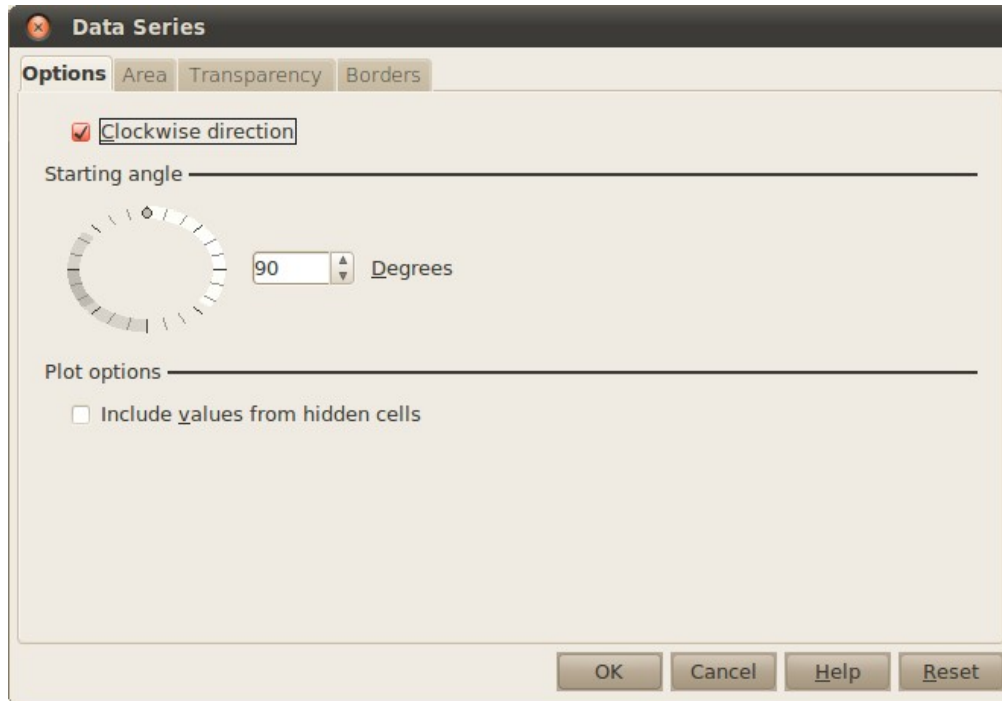 Data Series
Options Area Transparency Borders
Clockwise direction
Starting angle
90 Degrees
Plot options
Include values from hidden cells
OK Cancel Help Reset